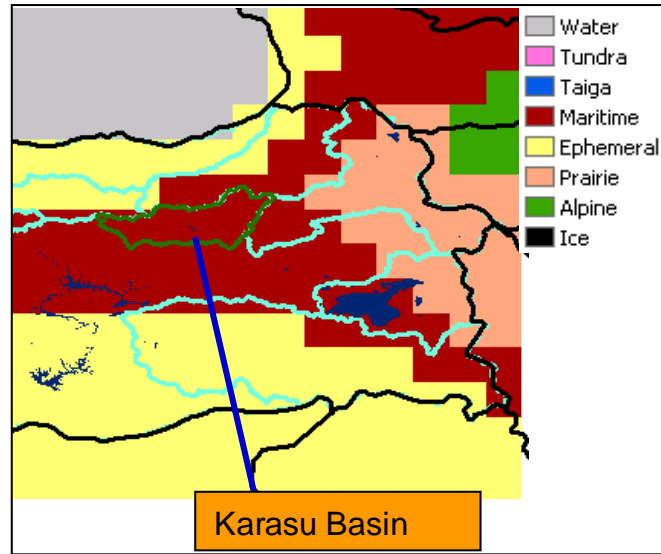 Water
Tundra
Taiga
Maritime
Ephemeral
Prairie
Alpine
Ice
Karasu Basin